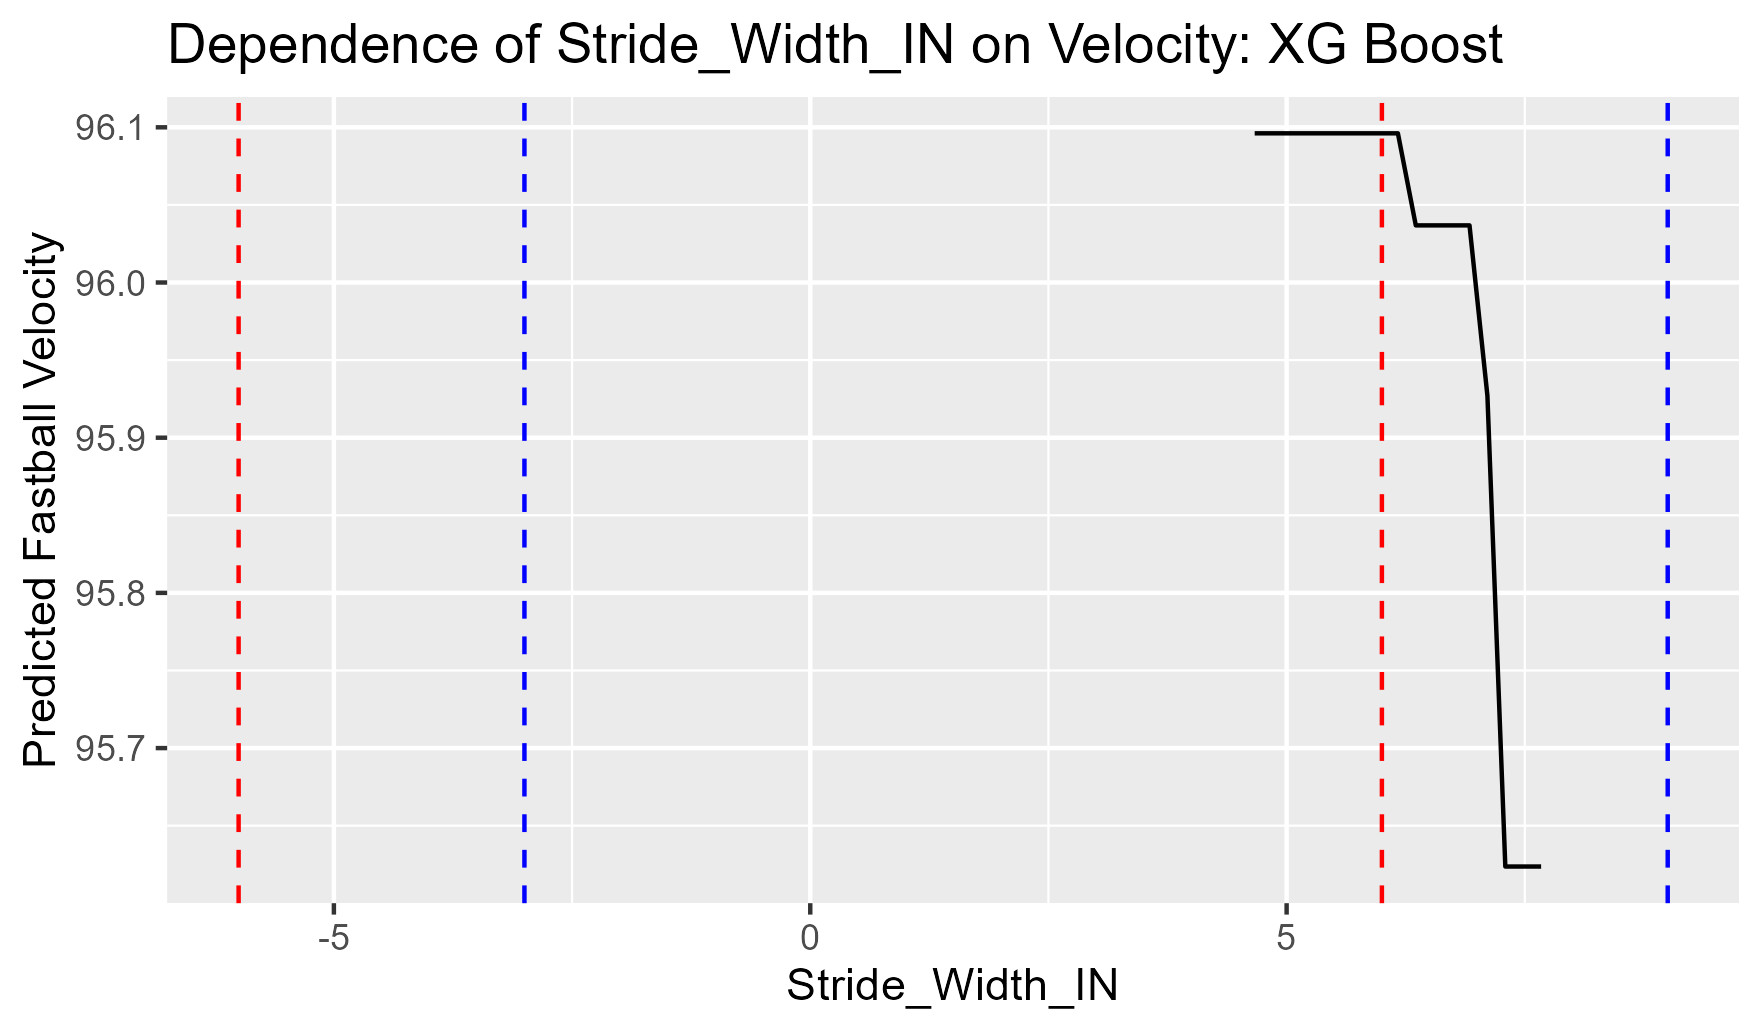 Dependence of Stride_Width_IN on Velocity: XG Boost
Predicted Fastball Velocity
96.1
96.0
95.9
95.8
95.7
-5
0
5
Stride_Width_IN